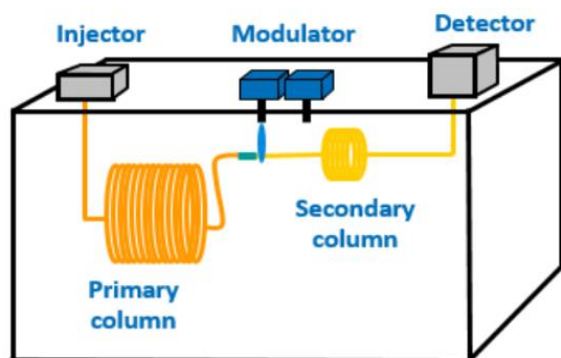 Injector
Modulator
Detector
Secondary
column
Primary
column